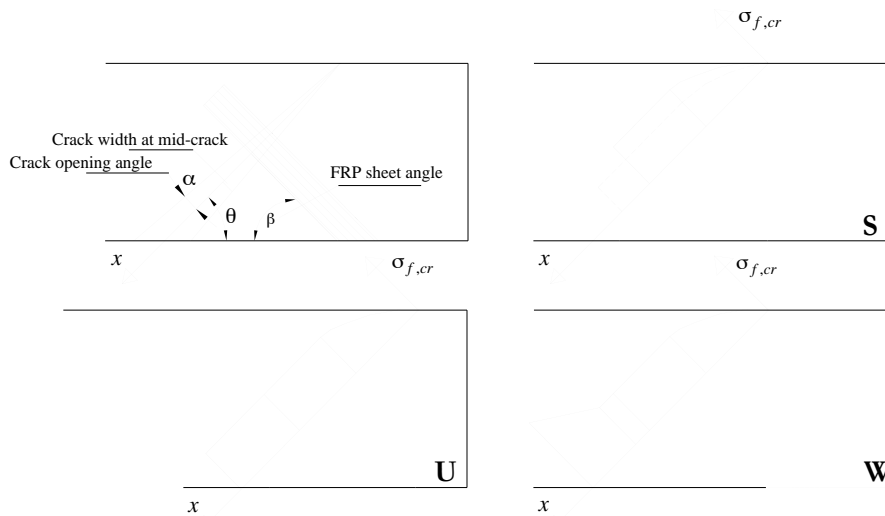 σf,cr
Crack width at mid-crack
Crack opening angle
α
FRP sheet angle
θ
β
S
x
σf,cr
x
σf,cr
U
W
x
x